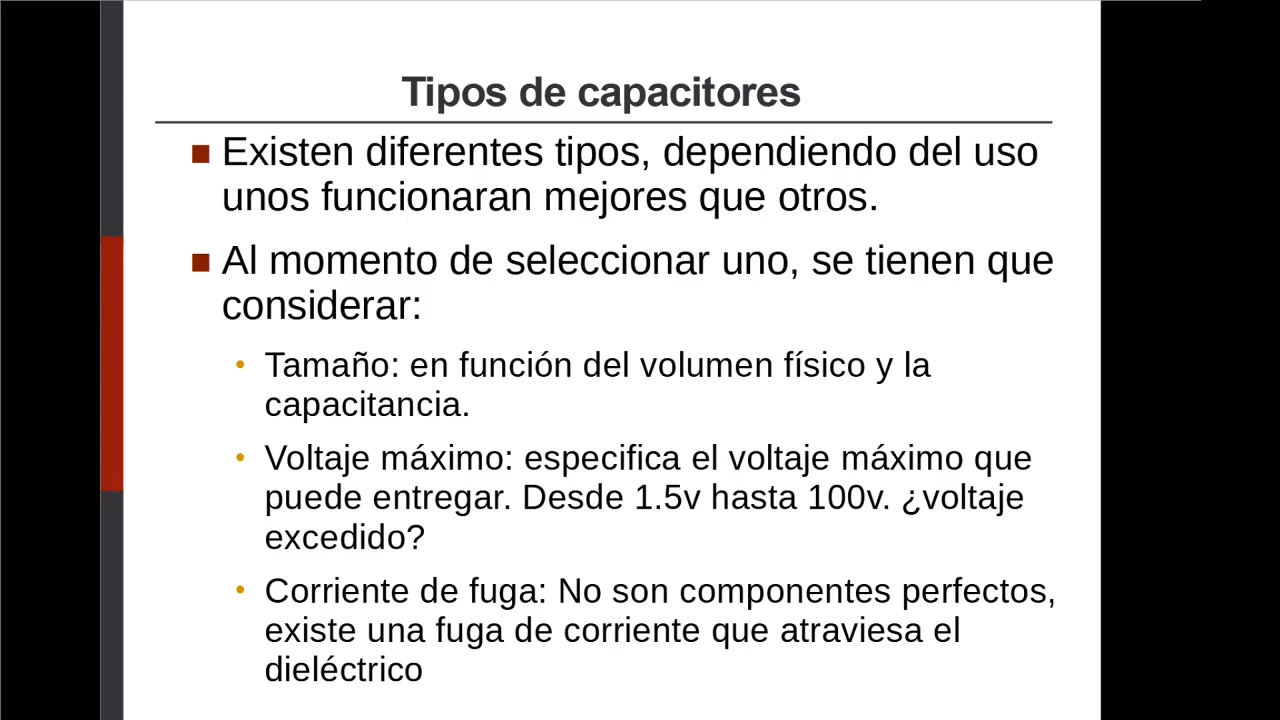 Tipos de capacitores
Existen diferentes tipos, dependiendo del uso
unos funcionaran mejores que otros.
Al momento de seleccionar uno, se tienen que
considerar:
Tamaño: en función del volumen físico y la
capacitancia.
Voltaje máximo: especifica el voltaje máximo que
puede entregar. Desde 1.5v hasta 100v. ¿voltaje
excedido?
Corriente de fuga: No son componentes perfectos,
existe una fuga de corriente que atraviesa el
dieléctrico